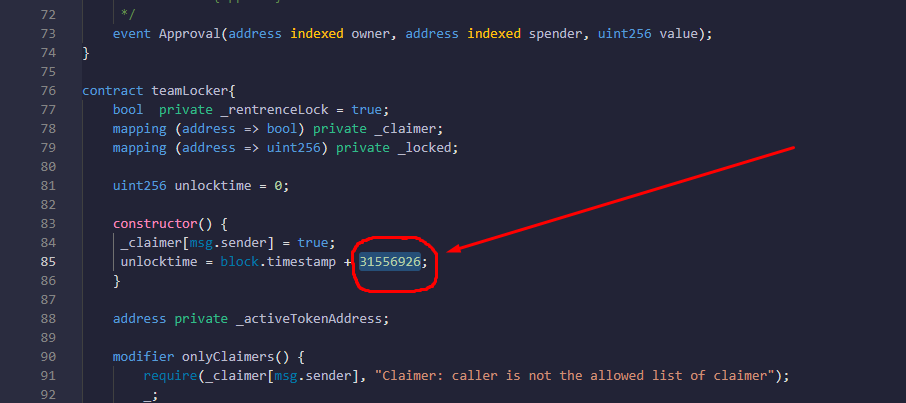 72 */
73 event Approval(address indexed owner, address indexed spender, uint256 value);
74 }
75
76 contract teamLocker{
77 bool  private _rentrenceLock = true;
78 mapping (address => bool) private _claimer;
79 mapping (address => uint256) private _locked;
80
81 uint256 unlocktime = 0;
82
83 constructor() {
84 _claimer[msg.sender] = true;
85 unlocktime = block.timestamp + 31556926;
86 }
87
88 address private _activeTokenAddress;
89
90 modifier onlyClaimers() {
91 require(_claimer[msg.sender], "Claimer: caller is not the allowed list of claimer");
92 _;